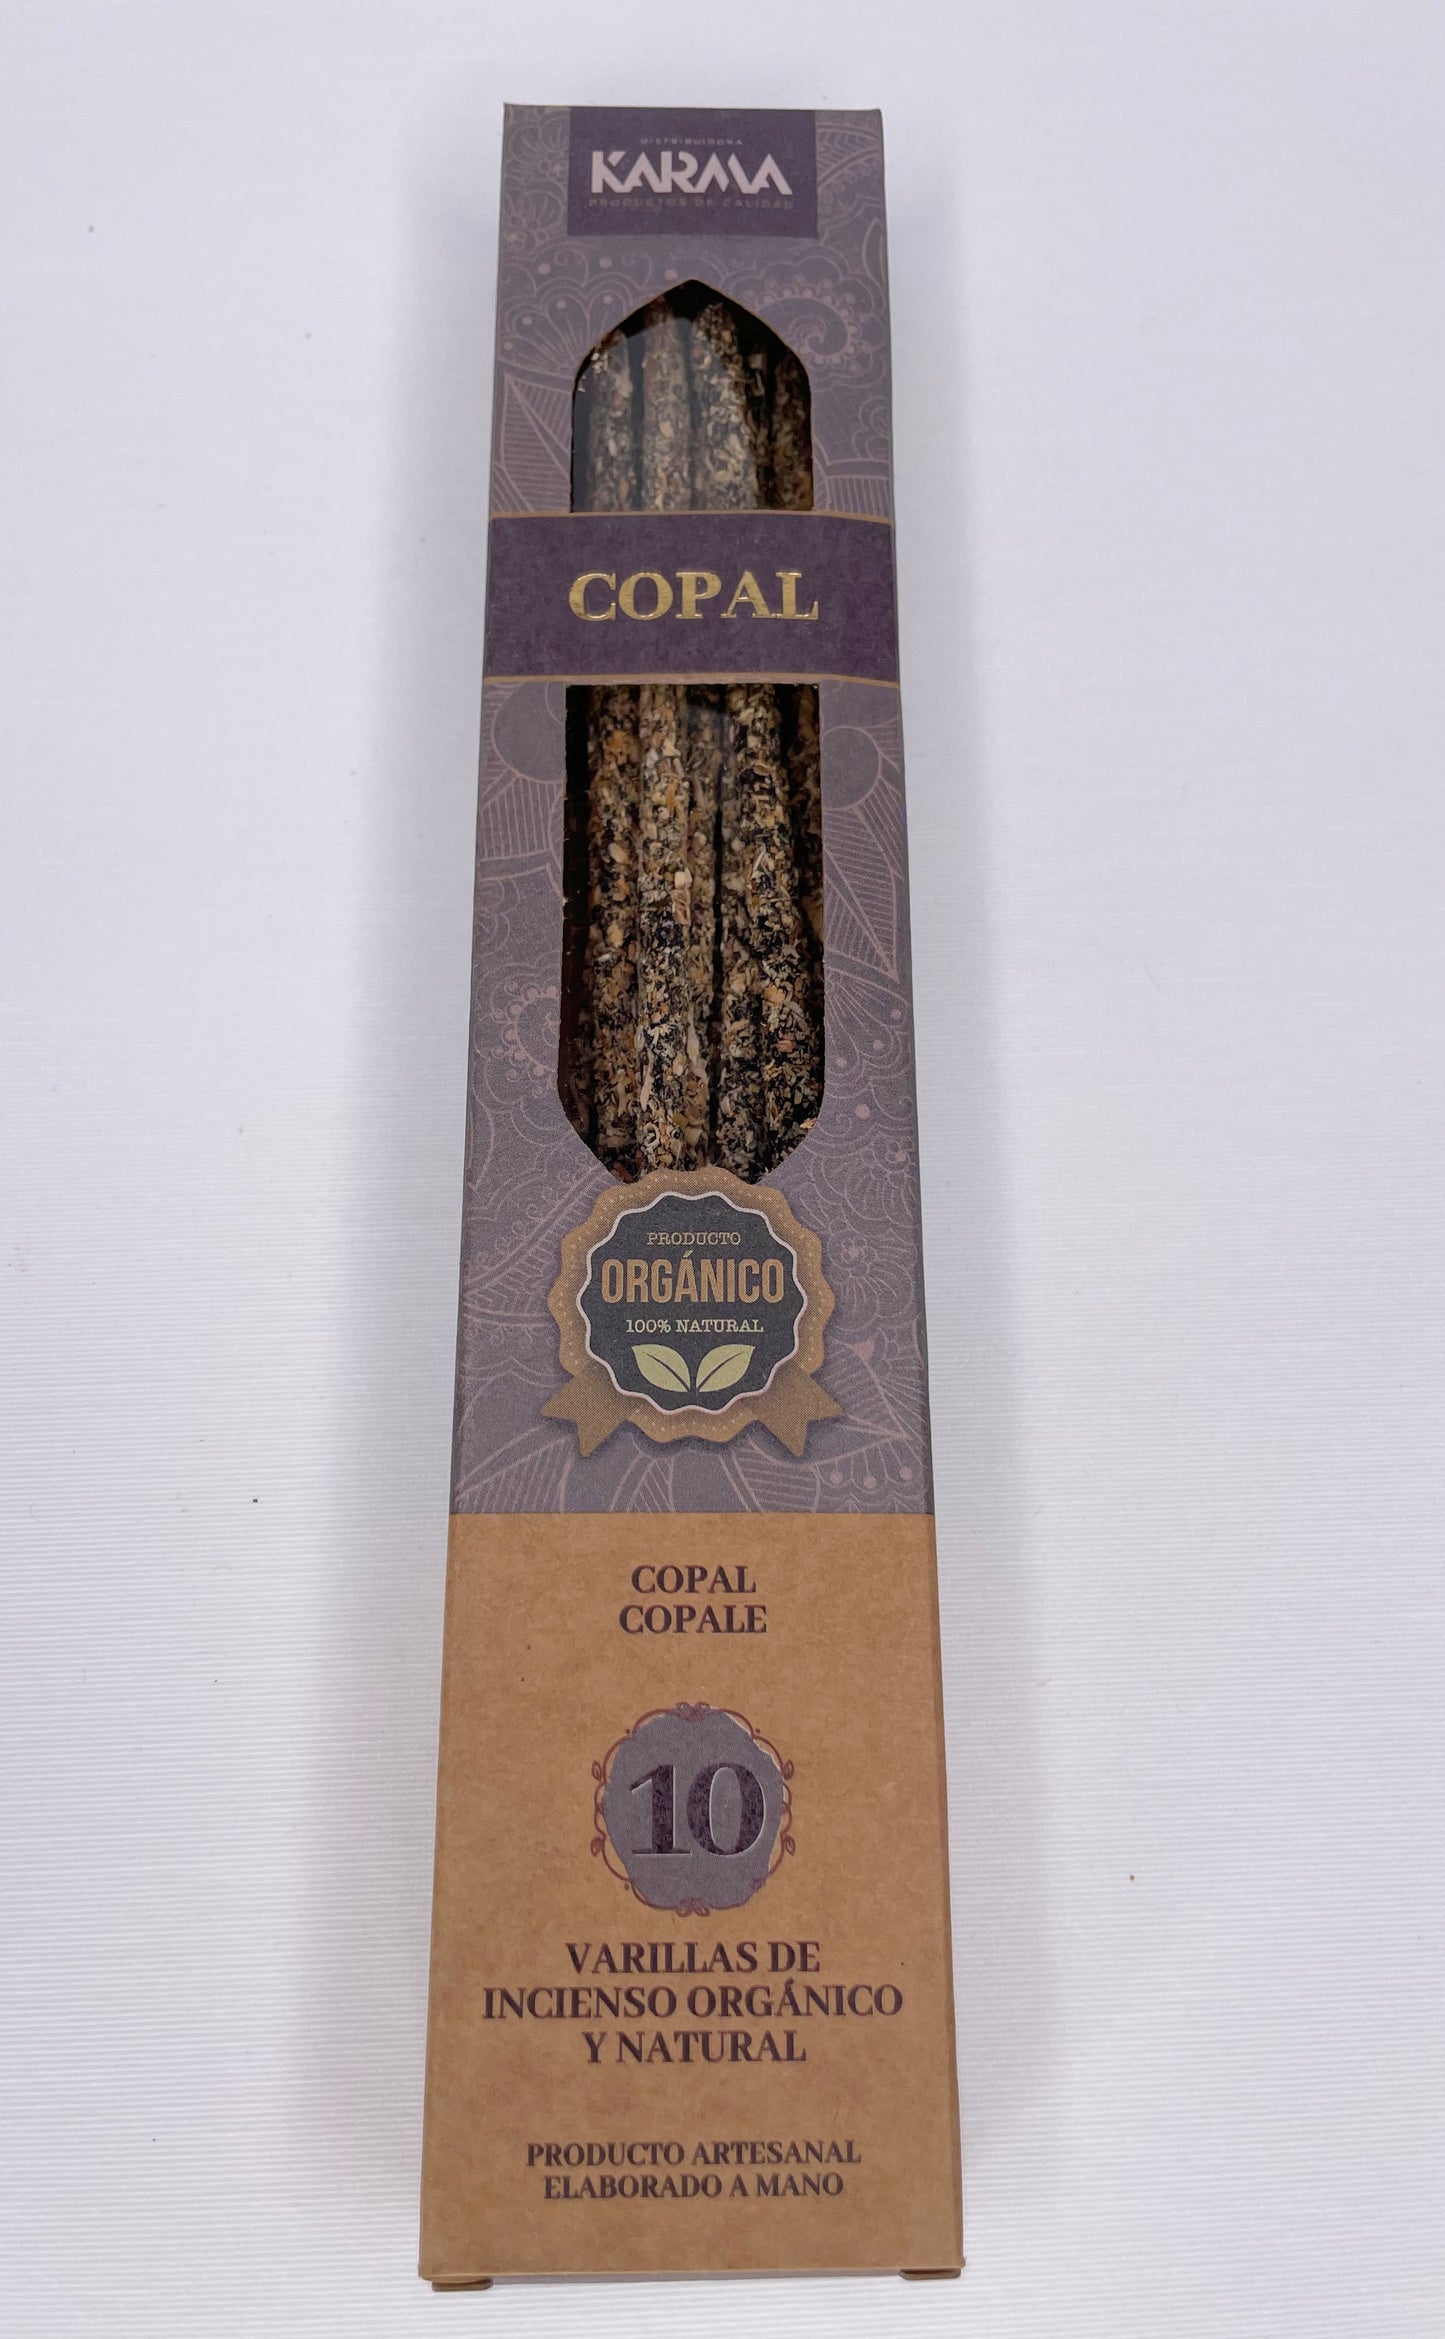 DISTRIBUIDORA
KARMA
PRODUCTOS DE CALIDAD
COPAL
PRODUCTO
ORGÁNICO
100% NATURAL
COPAL
COPALE
10
VARILLAS DE
INCIENSO ORGÁNICO
Y NATURAL
PRODUCTO ARTESANAL
ELABORADO A MANO